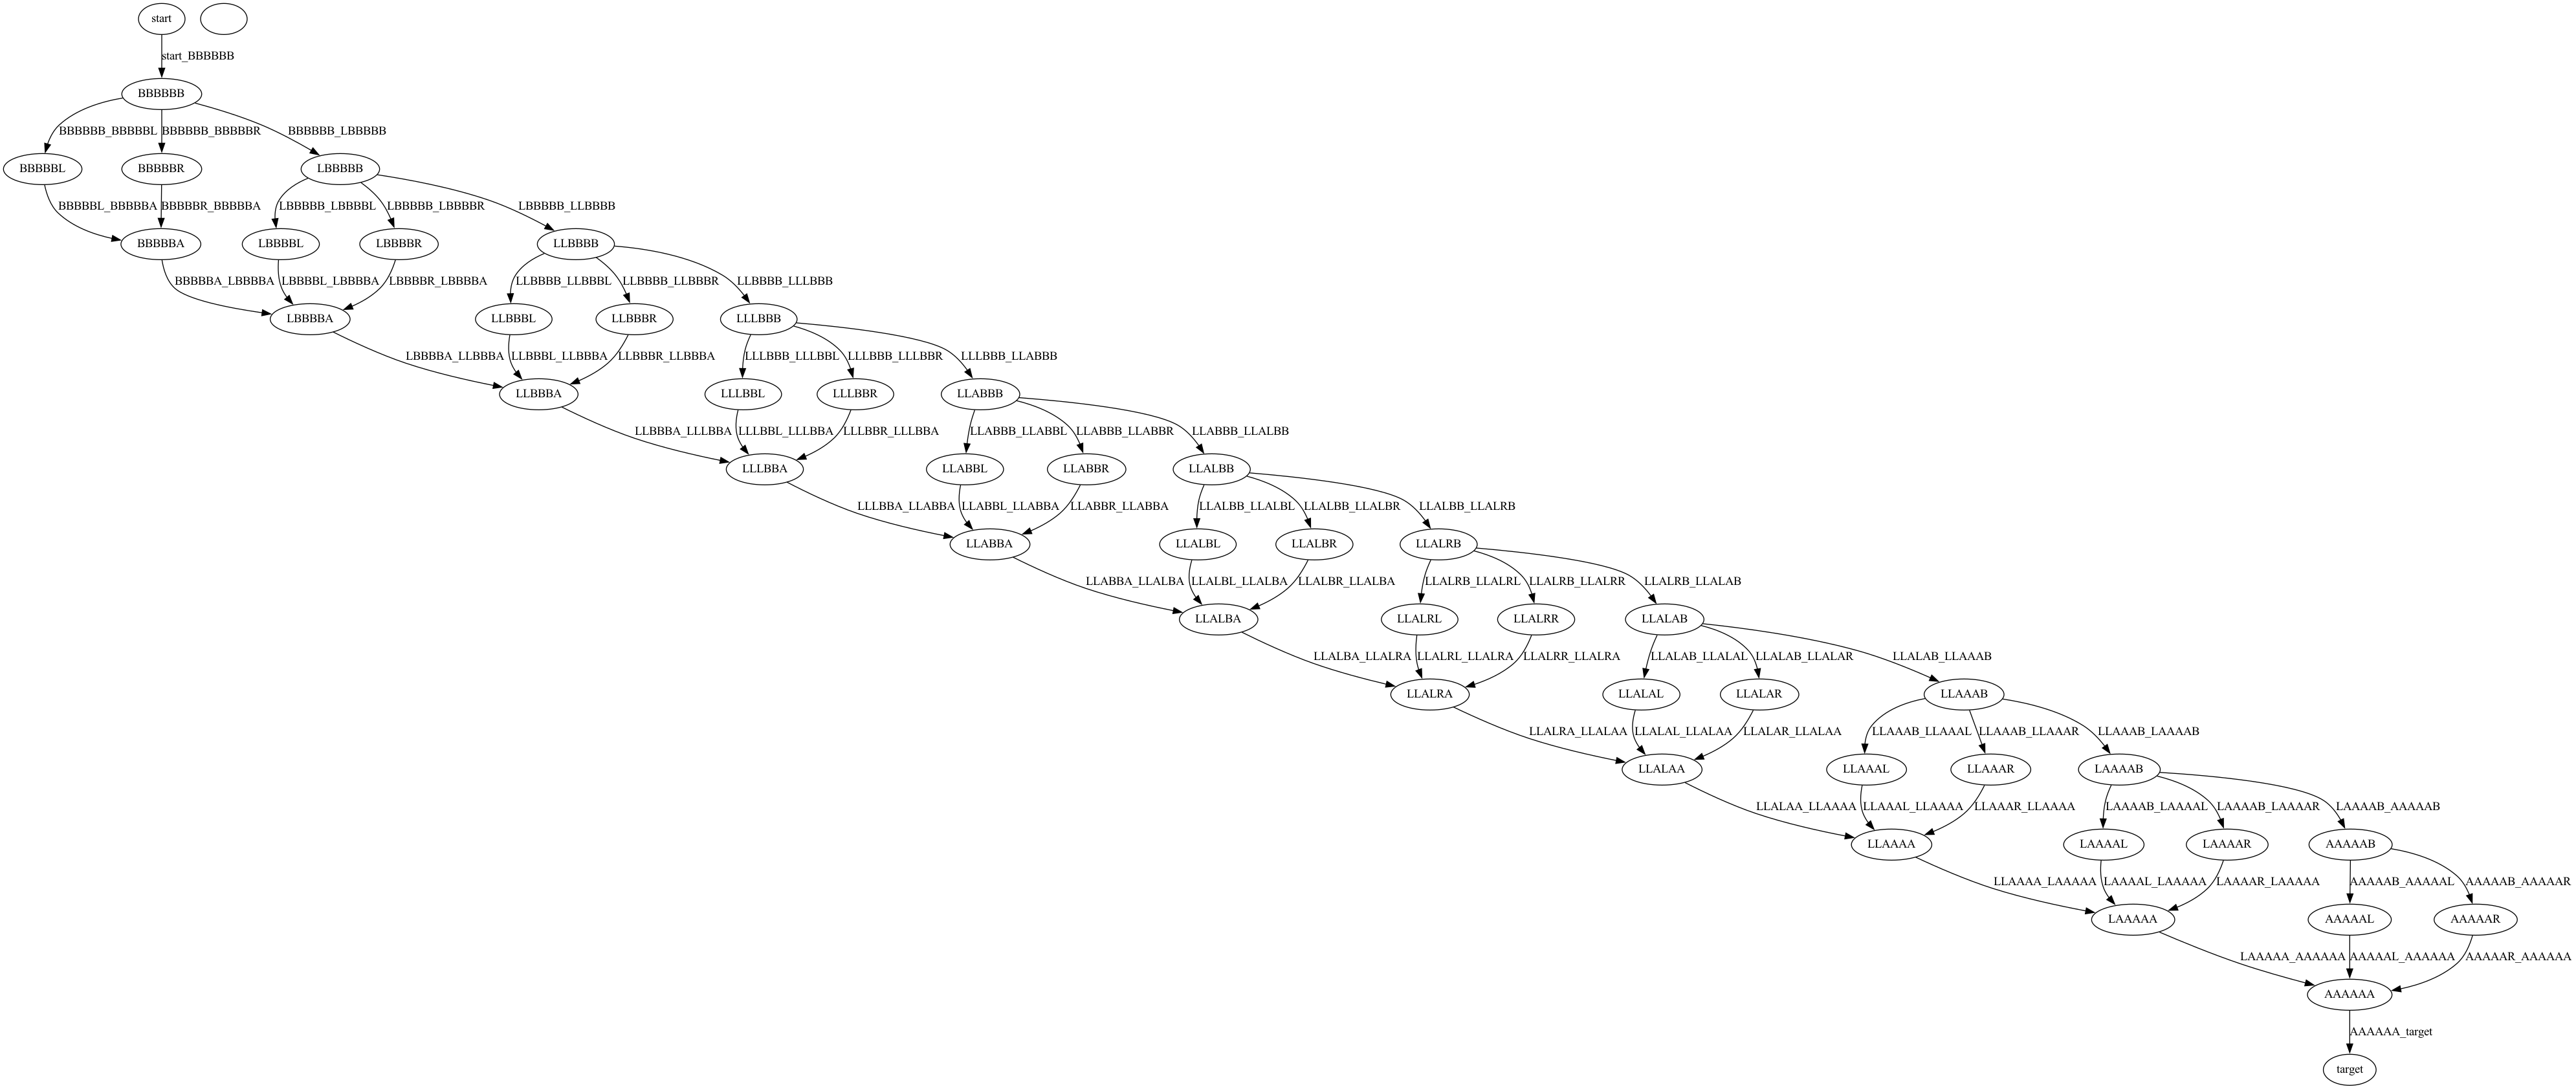 start
start_BBBBBB
BBBBBB
BBBBBB_BBBBBL BBBBBB_BBBBBR BBBBBB_LBBBBB
BBBBBL BBBBBR LBBBBB
BBBBBL_BBBBBA BBBBBR_BBBBBA LBBBBB_LBBBBL LBBBBB_LBBBBR LBBBBB_LLBBBB
BBBBBA LBBBBL LBBBBR LLBBBB
BBBBBA_LBBBBA LBBBBL_LBBBBA LBBBBR_LBBBBA LLBBBB_LLBBBL LLBBBB_LLBBBR LLBBBB_LLLBBB
LBBBBA LLBBBL LLBBBR LLLBBB
LBBBBA_LLBBBA LLBBBL_LLBBBA LLBBBR_LLBBBA LLLBBB_LLLBBL LLLBBB_LLLBBR LLLBBB_LLABBB
LLBBBA LLLBBL LLLBBR LLABBB
LLBBBA_LLLBBA LLLBBL_LLLBBA LLLBBR_LLLBBA LLABBB_LLABBL LLABBB_LLABBR LLABBB_LLALBB
LLLBBA LLABBL LLABBR LLALBB
LLLBBA_LLABBA LLABBL_LLABBA LLABBR_LLABBA LLALBB_LLALBL LLALBB_LLALBR LLALBB_LLALRB
LLABBA LLALBL LLALBR LLALRB
LLABBA_LLALBA LLALBL_LLALBA LLALBR_LLALBA LLALRB_LLALRL LLALRB_LLALRR LLALRB_LLALAB
LLALBA LLALRL LLALRR LLALAB
LLALBA_LLALRA LLALRL_LLALRA LLALRR_LLALRA LLALAB_LLALAL LLALAB_LLALAR LLALAB_LLAAAB
LLALRA LLALAL LLALAR LLAAAB
LLALRA_LLALAA LLALAL_LLALAA LLALAR_LLALAA LLAAAB_LLAAAL LLAAAB_LLAAAR LLAAAB_LAAAAB
LLALAA LLAAAL LLAAAR LAAAAB
LLALAA_LLAAAA LLAAAL_LLAAAA LLAAAR_LLAAAA LAAAAB_LAAAAL LAAAAB_LAAAAR LAAAAB_AAAAAB
LLAAAA LAAAAL LAAAAR AAAAAB
LLAAAA_LAAAAA LAAAAL_LAAAAA LAAAAR_LAAAAA AAAAAB_AAAAAL AAAAAB_AAAAAR
LAAAAA AAAAAL AAAAAR
LAAAAA_AAAAAA AAAAAL_AAAAAA AAAAAR_AAAAAA
AAAAAA
AAAAAA_target
target